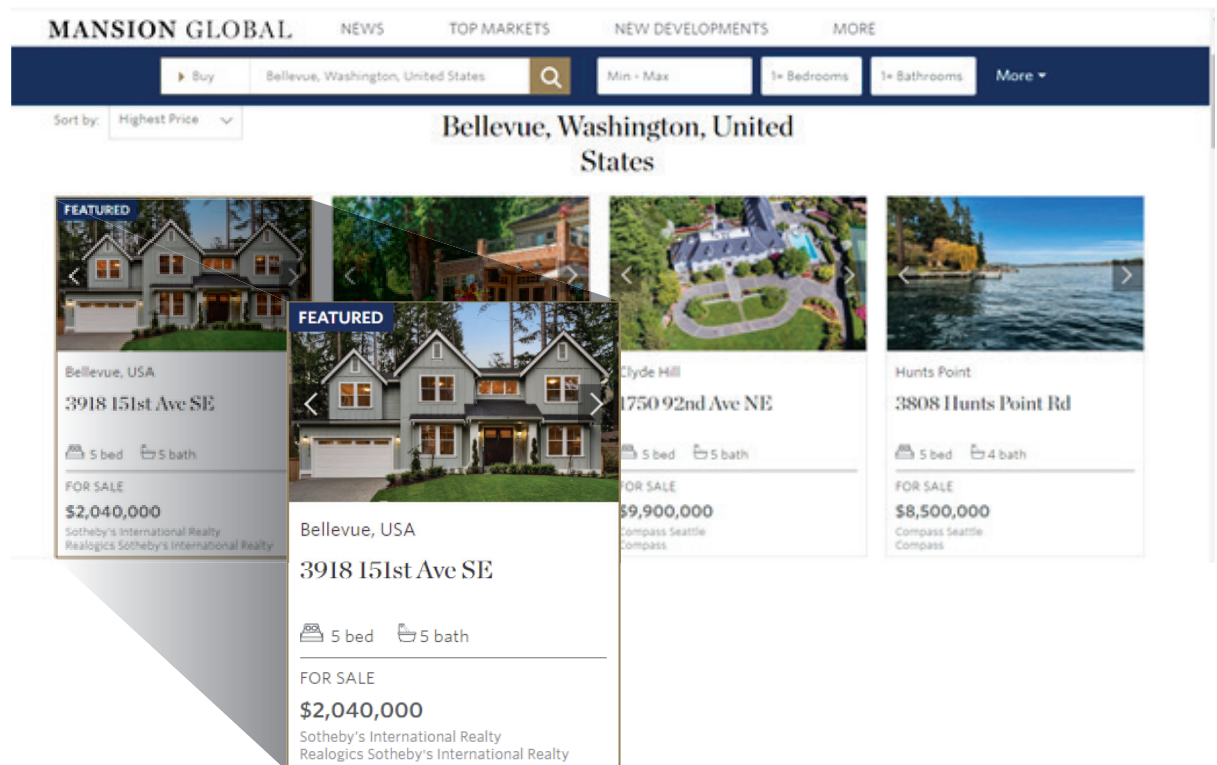 MANSION GLOBAL NEWS TOP MARKETS NEW DEVELOPMENTS MORE
Buy Bellevue, Washington, United States Min - Max 1+ Bedrooms 1+ Bathrooms More
Sort by: Highest Price
Bellevue, Washington, United
States
FEATURED
Bellevue, USA
3918 151st Ave SE
5 bed 5 bath
FOR SALE
$2,040,000
Sotheby's International Realty
Realogics Sotheby's International Realty
FEATURED
Bellevue, USA
3918 151st Ave SE
5 bed 5 bath
FOR SALE
$2,040,000
Sotheby's International Realty
Realogics Sotheby's International Realty
Clyde Hill
1750 92nd Ave NE
5 bed 5 bath
FOR SALE
$9,900,000
Compass Seattle
Compass
Hunts Point
3808 Hunts Point Rd
5 bed 4 bath
FOR SALE
$8,500,000
Compass Seattle
Compass